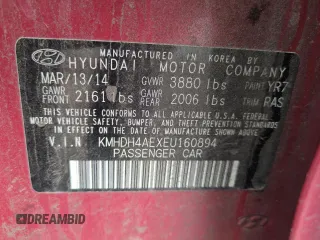 MANUFACTURED IN KOREA BY
HYUNDAI MOTOR COMPANY
MAR/13/14 GVWR 3880 lbs PAINT YR7
GAWR FRONT 2161 lbs GAWR REAR 2006 lbs TRIM RAS
THIS VEHICLE CONFORMS TO ALL APPLICABLE U.S. FEDERAL
MOTOR VEHICLE SAFETY, BUMPER, AND THEFT PREVENTION
STANDARDS IN EFFECT ON THE DATE OF MANUFACTURE SHOWN ABOVE.
V.I.N KMHDH4AEXEU160894
PASSENGER CAR
DREAMBID